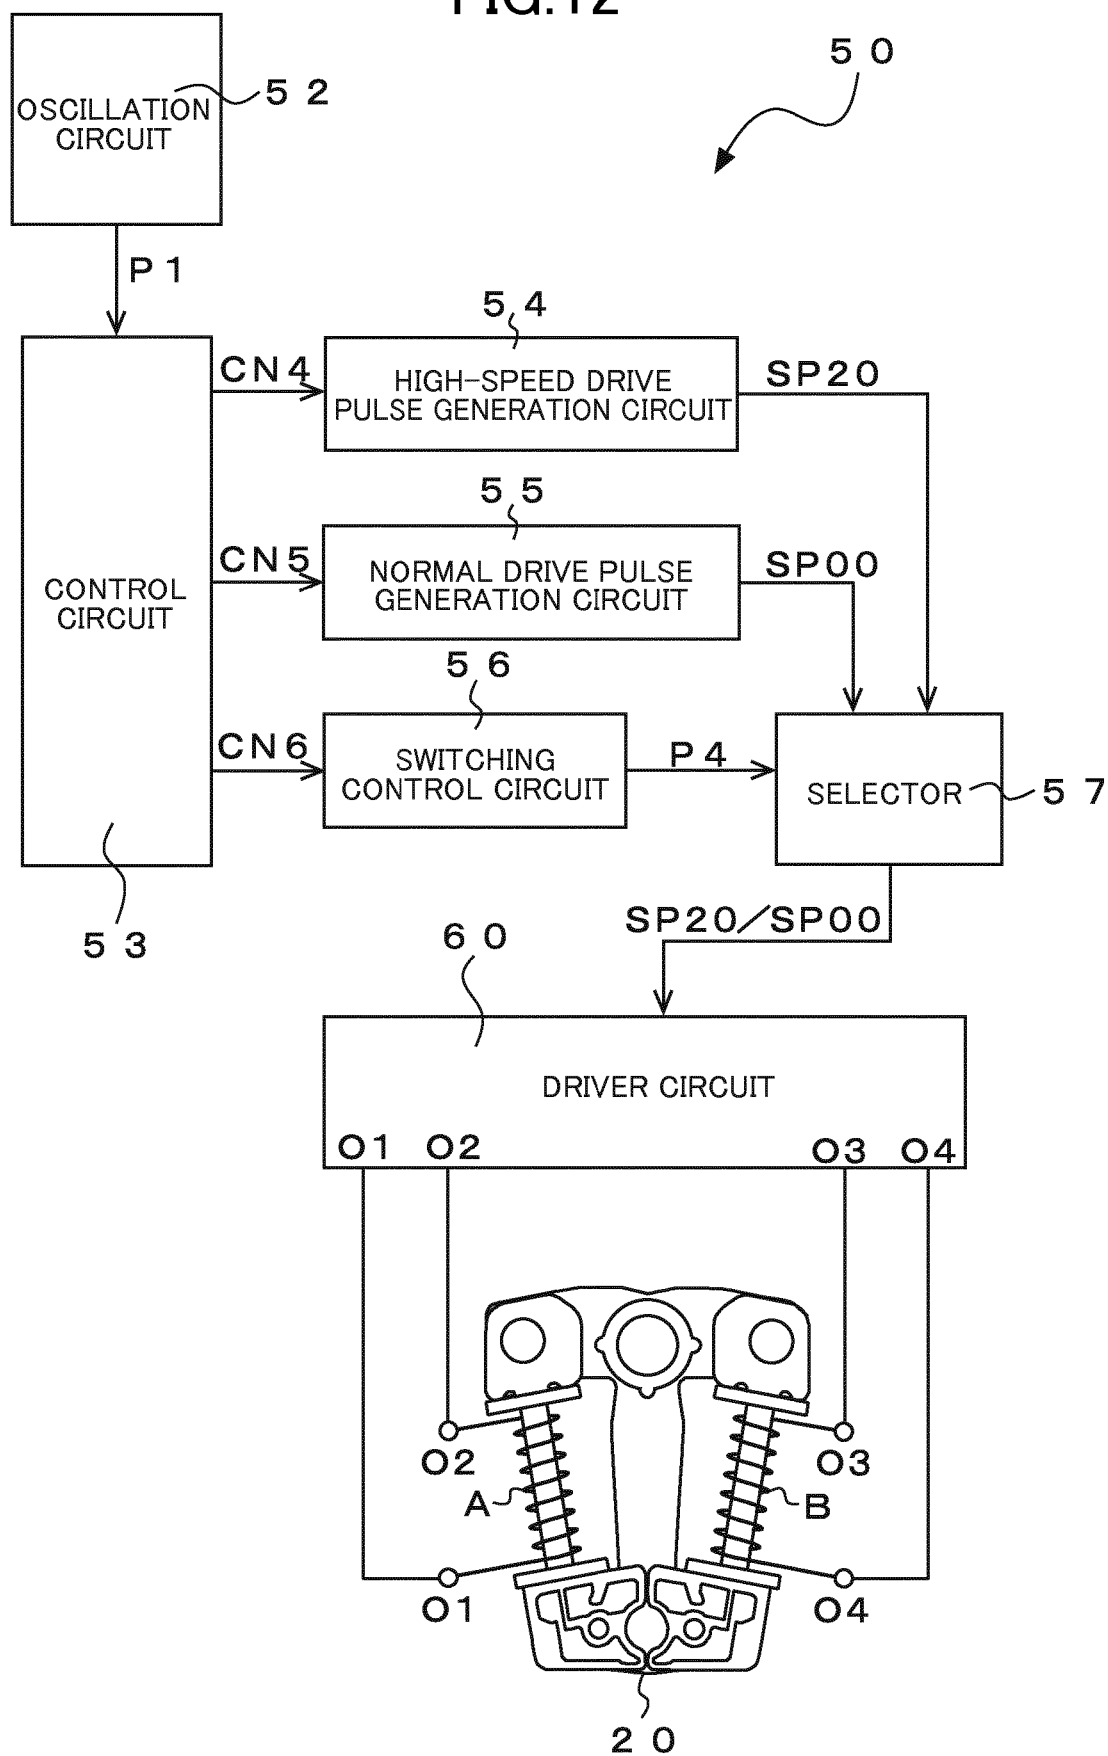 FIG.12
50
OSCILLATION
CIRCUIT
52
P1
54
CN4
HIGH-SPEED DRIVE
PULSE GENERATION CIRCUIT
SP20
55
CN5
NORMAL DRIVE PULSE
GENERATION CIRCUIT
SP00
CONTROL
CIRCUIT
56
CN6
SWITCHING
CONTROL CIRCUIT
P4
SELECTOR
57
53
SP20/SP00
60
DRIVER CIRCUIT
O1 O2 O3 O4
O2 O3
A B
O1 O4
20